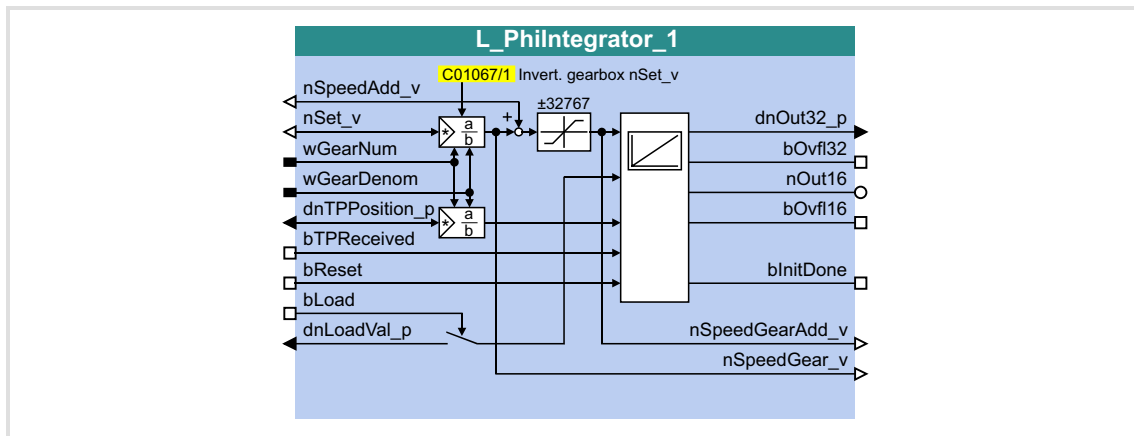 L_PhiIntegrator_1
C01067/1 Invert. gearbox nSet_v
nSpeedAdd_v
±32767
+
nSet_v
* a/b
dnOut32_p
wGearNum
bOvfl32
wGearDenom
nOut16
dnTPPosition_p
* a/b
bOvfl16
bTPReceived
bReset
bInitDone
bLoad
dnLoadVal_p
nSpeedGearAdd_v
nSpeedGear_v